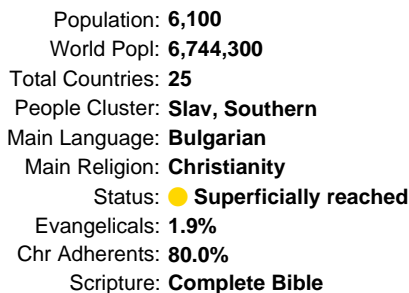 Population: 6,100
World Popl: 6,744,300
Total Countries: 25
People Cluster: Slav, Southern
Main Language: Bulgarian
Main Religion: Christianity
Status: Superficially reached
Evangelicals: 1.9%
Chr Adherents: 80.0%
Scripture: Complete Bible